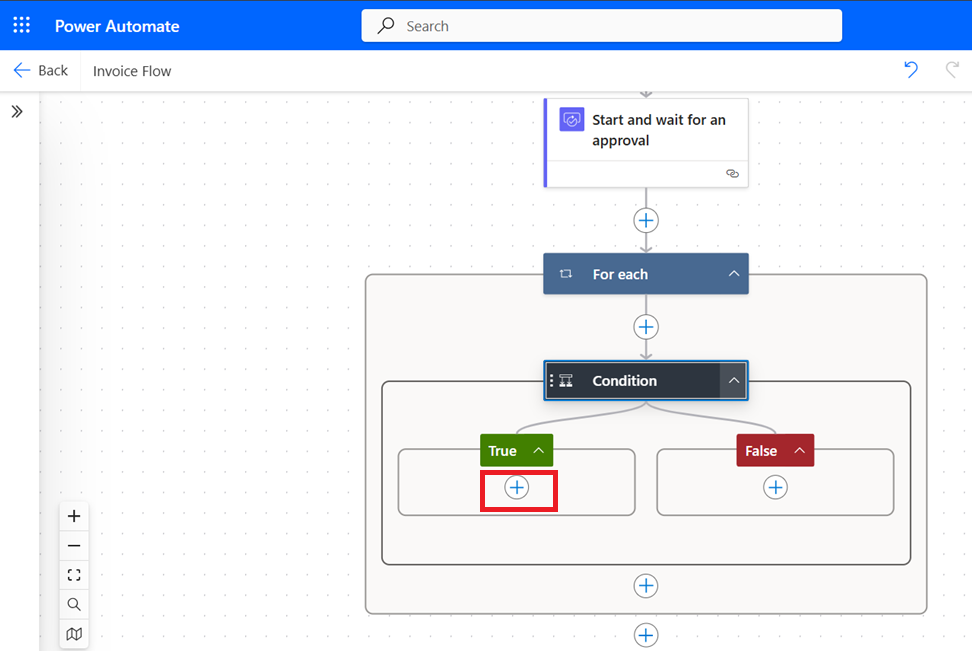 Power Automate
Search
Back
Invoice Flow
Start and wait for an
approval
For each
Condition
True
False